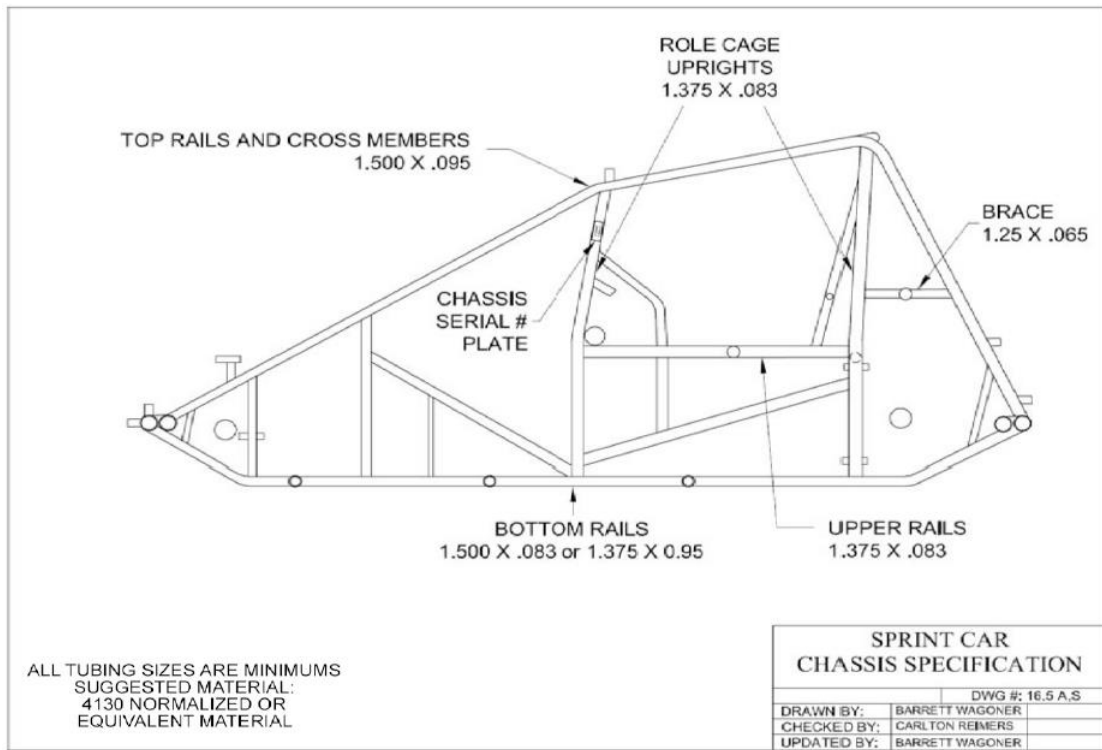 ROLE CAGE
UPRIGHTS
1.375 X .083
TOP RAILS AND CROSS MEMBERS
1.500 X .095
BRACE
1.25 X .065
CHASSIS
SERIAL #
PLATE
BOTTOM RAILS
1.500 X .083 or 1.375 X 0.95
UPPER RAILS
1.375 X .083
ALL TUBING SIZES ARE MINIMUMS
SUGGESTED MATERIAL:
4130 NORMALIZED OR
EQUIVALENT MATERIAL
SPRINT CAR
CHASSIS SPECIFICATION
DWG #: 16.5 A,S
DRAWN BY: BARRETT WAGONER
CHECKED BY: CARLTON REIMERS
UPDATED BY: BARRETT WAGONER